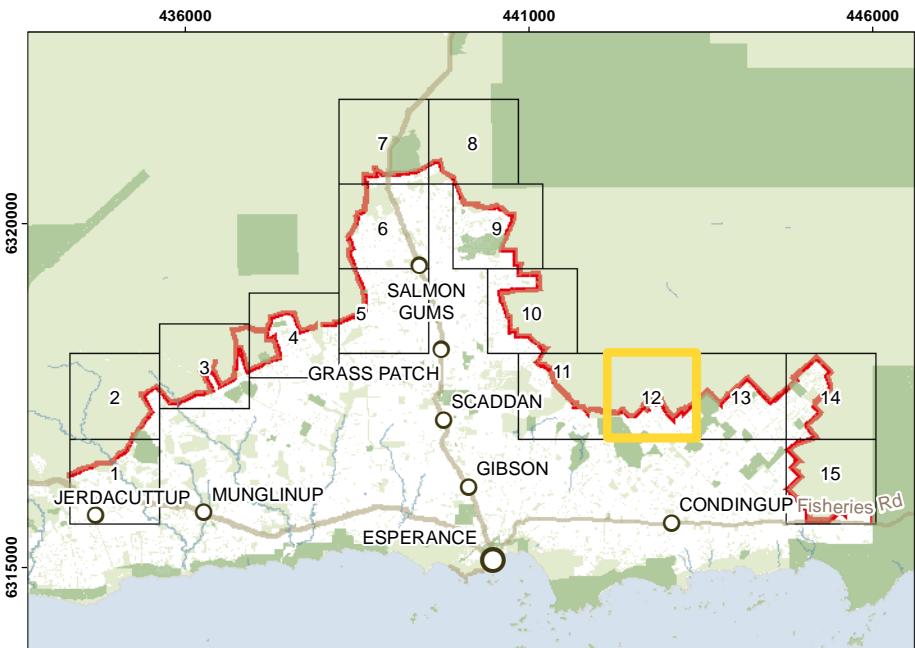 436000
441000
446000
6320000
6315000
7
8
6
9
SALMON
GUMS
10
5
4
3
GRASS PATCH
11
12
13
14
2
SCADDAN
1
GIBSON
15
JERDACUTTUP
MUNGLINUP
CONDINGUP
Fisheries Rd
ESPERANCE